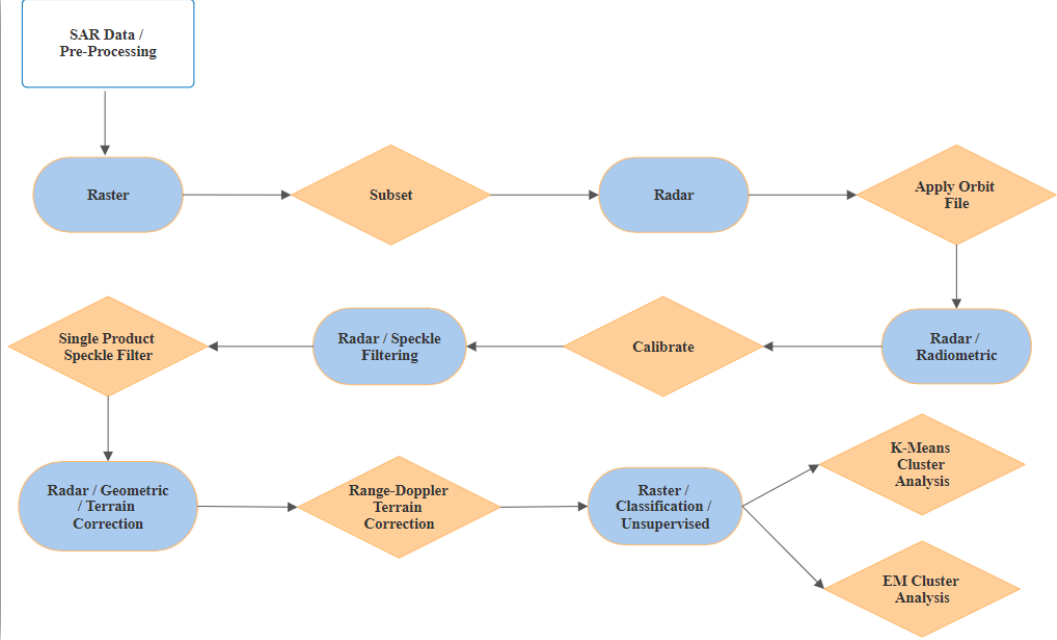 SAR Data /
Pre-Processing
Raster
Subset
Radar
Apply Orbit
File
Radar /
Radiometric
Calibrate
Radar / Speckle
Filtering
Single Product
Speckle Filter
Radar / Geometric
/ Terrain
Correction
Range-Doppler
Terrain
Correction
Raster /
Classification /
Unsupervised
K-Means
Cluster
Analysis
EM Cluster
Analysis